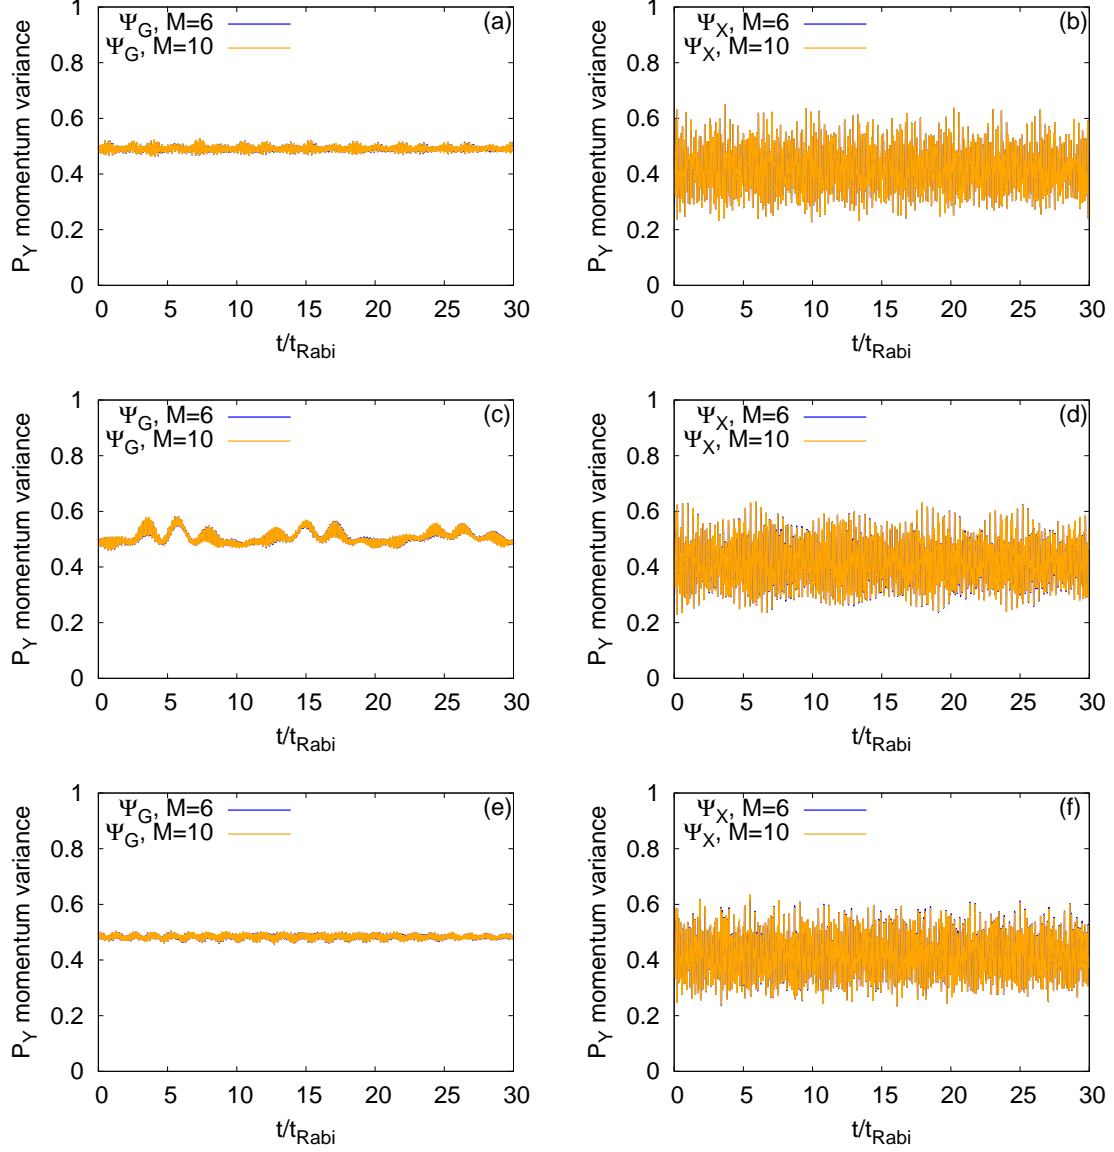 Ψ_G, M=6
Ψ_G, M=10
(a)
P_Y momentum variance
0
0.2
0.4
0.6
0.8
1
0 5 10 15 20 25 30
t/t_Rabi
Ψ_X, M=6
Ψ_X, M=10
(b)
P_Y momentum variance
0
0.2
0.4
0.6
0.8
1
0 5 10 15 20 25 30
t/t_Rabi
Ψ_G, M=6
Ψ_G, M=10
(c)
P_Y momentum variance
0
0.2
0.4
0.6
0.8
1
0 5 10 15 20 25 30
t/t_Rabi
Ψ_X, M=6
Ψ_X, M=10
(d)
P_Y momentum variance
0
0.2
0.4
0.6
0.8
1
0 5 10 15 20 25 30
t/t_Rabi
Ψ_G, M=6
Ψ_G, M=10
(e)
P_Y momentum variance
0
0.2
0.4
0.6
0.8
1
0 5 10 15 20 25 30
t/t_Rabi
Ψ_X, M=6
Ψ_X, M=10
(f)
P_Y momentum variance
0
0.2
0.4
0.6
0.8
1
0 5 10 15 20 25 30
t/t_Rabi